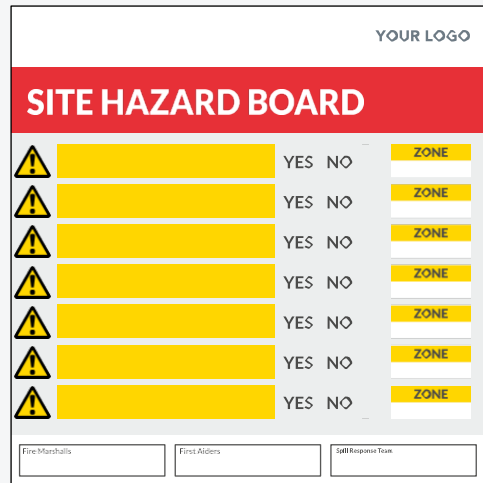 YOUR LOGO
SITE HAZARD BOARD
YES NO ZONE
YES NO ZONE
YES NO ZONE
YES NO ZONE
YES NO ZONE
YES NO ZONE
YES NO ZONE
Fire Marshalls First Aiders Spill Response Team